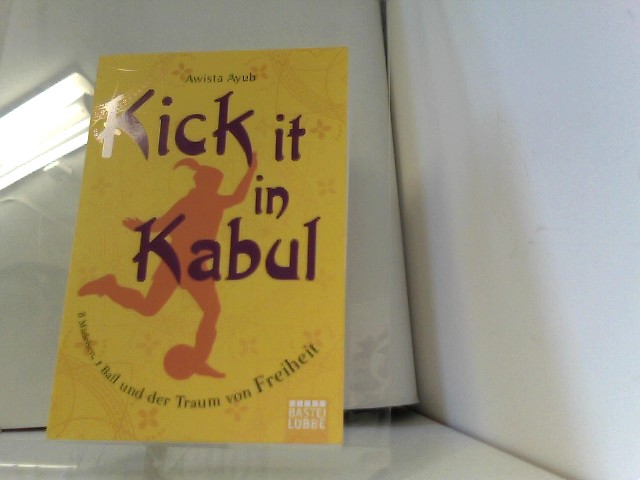 Awista Ayub
Kick it
in
Kabul
8 Mädchen, 1 Ball und der Traum von Freiheit
BASTEI
LÜBBE